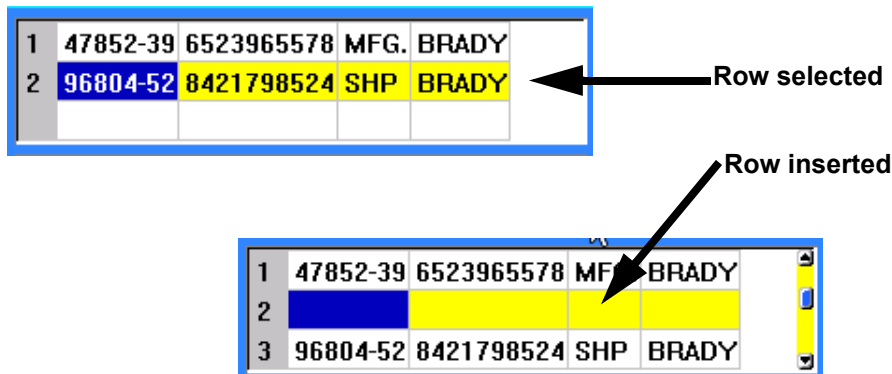 1 47852-39 6523965578 MFG. BRADY
2 96804-52 8421798524 SHP BRADY
Row selected
Row inserted
1 47852-39 6523965578 BRADY
2
3 96804-52 8421798524 SHP BRADY